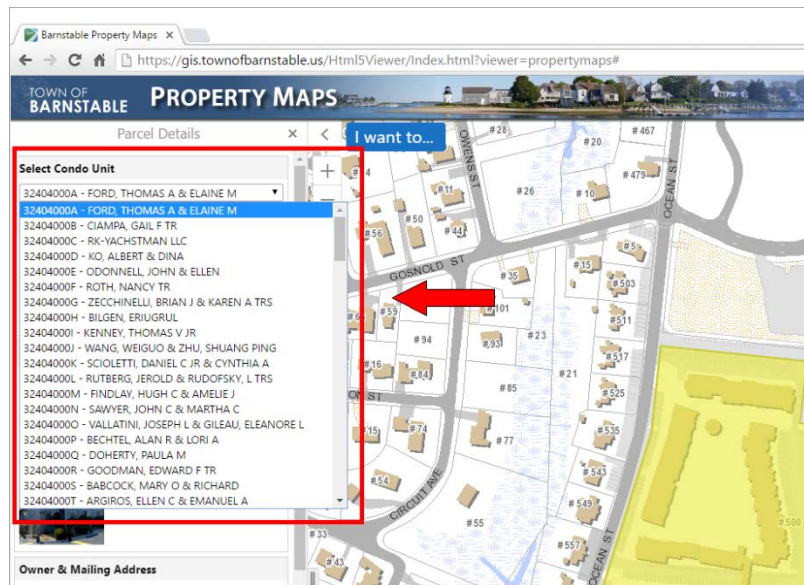 Barnstable Property Maps ×
https://gis.townofbarnstable.us/Html5Viewer/Index.html?viewer=propertymaps#
TOWN OF
BARNSTABLE
PROPERTY MAPS
Parcel Details ×
I want to...
Select Condo Unit
32404000A - FORD, THOMAS A & ELAINE M
32404000A - FORD, THOMAS A & ELAINE M
32404000B - CIAMPA, GAIL F TR
32404000C - RK-YACHSTMAN LLC
32404000D - KO, ALBERT & DINA
32404000E - ODONNELL, JOHN & ELLEN
32404000F - ROTH, NANCY TR
32404000G - ZECCHINELLI, BRIAN J & KAREN A TRS
32404000H - BILGEN, ERIUGRUL
32404000I - KENNEY, THOMAS V JR
32404000J - WANG, WEIGUO & ZHU, SHUANG PING
32404000K - SCIOLETTI, DANIEL C JR & CYNTHIA A
32404000L - RUTBERG, JEROLD & RUDOFSKY, L TRS
32404000M - FINDLAY, HUGH C & AMELIE J
32404000N - SAWYER, JOHN C & MARTHA C
32404000O - VALLATINI, JOSEPH L & GILEAU, ELEANORE L
32404000P - BECHTEL, ALAN R & LORI A
32404000Q - DOHERTY, PAULA M
32404000R - GOODMAN, EDWARD F TR
32404000S - BABCOCK, MARY O & RICHARD
32404000T - ARGIROS, ELLEN C & EMANUEL A
Owner & Mailing Address
#28
#467
#20
OWENS ST
#479
OCEAN ST
#11
#26
#10
#50
#56
#44
#5
GOSNOLD ST
#15
#35
#503
#59
#101
#511
#94
#93
#23
#517
#16
#84
#21
#85
#525
ON ST
#15
#74
#77
#535
#543
#54
CIRCUIT AVE
#549
#55
#500
#33
#557
OCEAN ST
#43